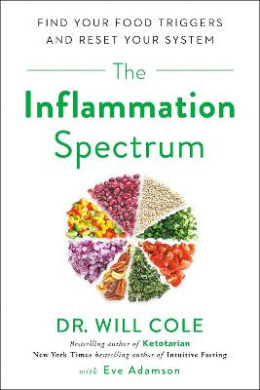 FIND YOUR FOOD TRIGGERS
AND RESET YOUR SYSTEM
The
Inflammation
Spectrum
DR. WILL COLE
Bestselling author of Ketotarian
New York Times bestselling author of Intuitive Fasting
with Eve Adamson